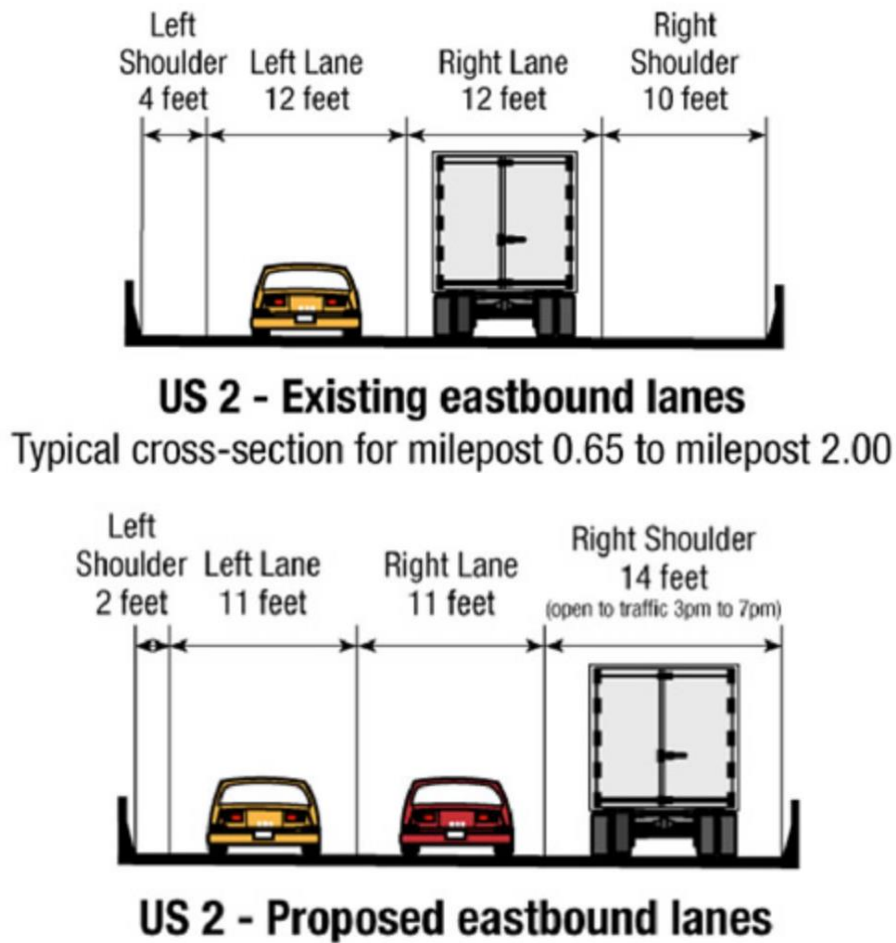 Left
Shoulder
4 feet
Left Lane
12 feet
Right Lane
12 feet
Right
Shoulder
10 feet
US 2 - Existing eastbound lanes
Typical cross-section for milepost 0.65 to milepost 2.00
Left
Shoulder
2 feet
Left Lane
11 feet
Right Lane
11 feet
Right Shoulder
14 feet
(open to traffic 3pm to 7pm)
US 2 - Proposed eastbound lanes